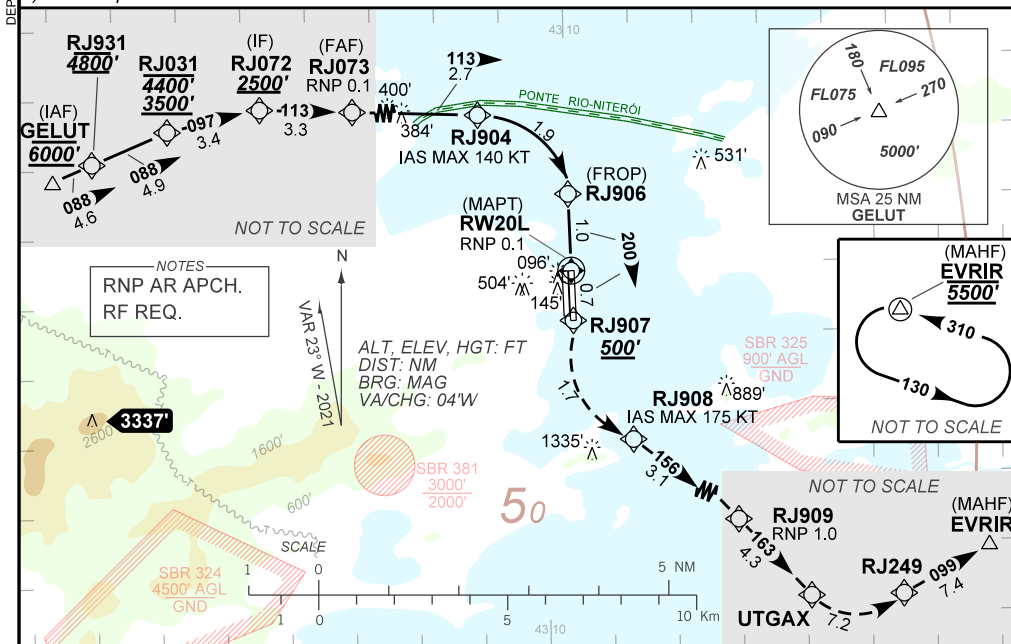 DEP
RJ931
4800'
RJ031
4400'
3500'
(IF)
RJ072
2500'
(FAF)
RJ073
RNP 0.1
(IAF)
GELUT
6000'
088
4.6
088
4.9
097
3.4
113
3.3
NOT TO SCALE
400'
384'
113
2.7
43 10
PONTE RIO-NITERÓI
RJ904
IAS MAX 140 KT
1.9
531'
(FROP)
RJ906
(MAPT)
RW20L
RNP 0.1
1.0
200
096'
504'
145'
0.7
RJ907
500'
180
FL095
270
FL075
090
5000'
MSA 25 NM
GELUT
NOTES
RNP AR APCH.
RF REQ.
N
VAR 23° W - 2021
ALT, ELEV, HGT: FT
DIST: NM
BRG: MAG
VA/CHG: 04'W
(MAHF)
EVRIR
5500'
310
130
NOT TO SCALE
SBR 325
900' AGL
GND
889'
1.7
RJ908
IAS MAX 175 KT
1335'
156
3.1
3337'
2600'
1600'
600'
SBR 381
3000'
2000'
50
SBR 324
4500' AGL
GND
SCALE
1
0
5 NM
1
0
5
10 Km
43 10
NOT TO SCALE
RJ909
RNP 1.0
163
4.3
UTGAX
7.2
RJ249
099
7.4
(MAHF)
EVRIR